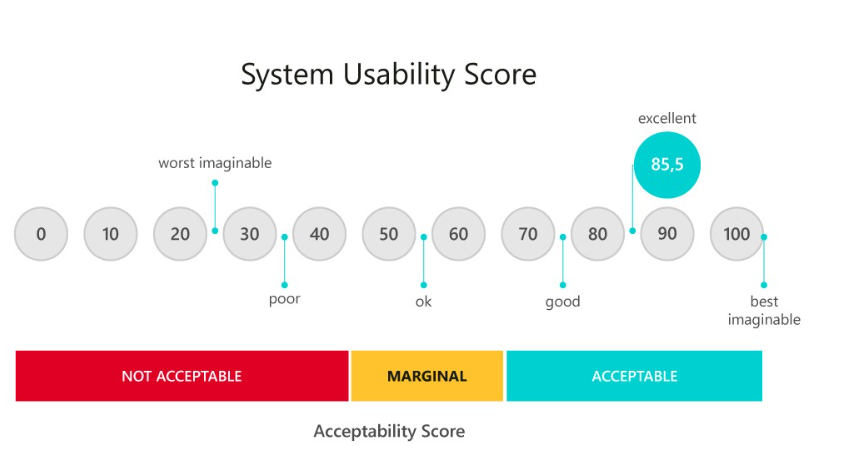 System Usability Score
excellent
85,5
worst imaginable
0 10 20 30 40 50 60 70 80 90 100
poor ok good best
imaginable
NOT ACCEPTABLE MARGINAL ACCEPTABLE
Acceptability Score